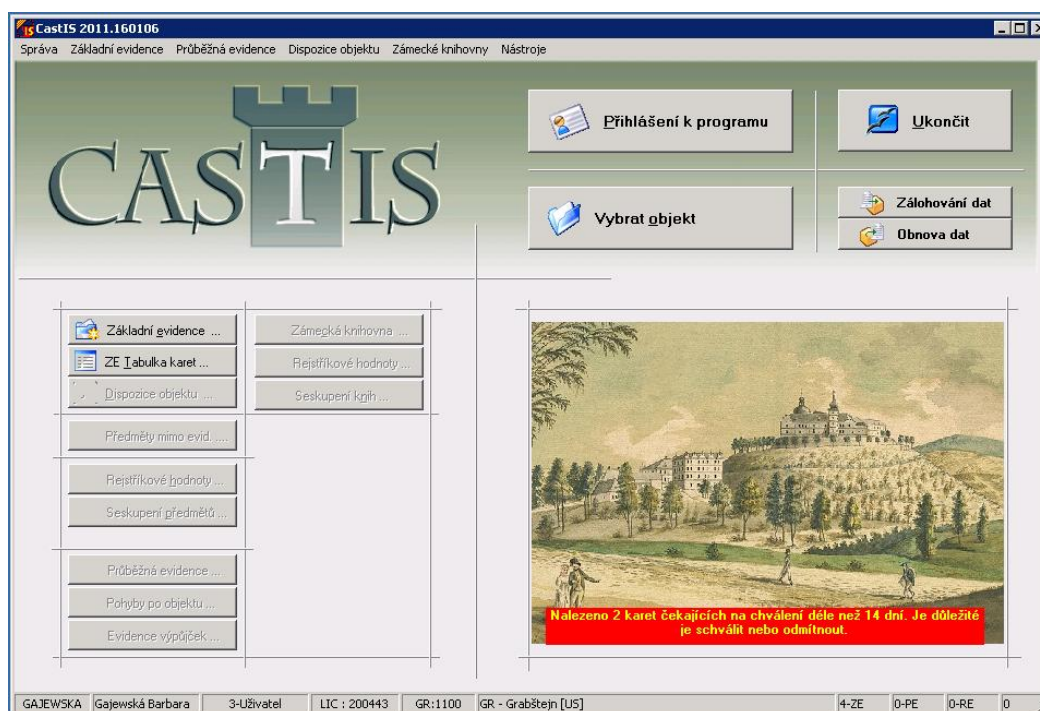 CastIS 2011.160106
Správa Základní evidence Průběžná evidence Dispozice objektu Zámecké knihovny Nástroje
CASTIS
Přihlášení k programu
Ukončit
Vybrat objekt
Zálohování dat
Obnova dat
Základní evidence ...
ZE Tabulka karet ...
Dispozice objektu ...
Předměty mimo evid. ....
Rejstříkové hodnoty ...
Seskupení předmětů ...
Průběžná evidence ...
Pohyby po objektu ...
Evidence výpůjček ...
Zámecká knihovna ...
Rejstříkové hodnoty ...
Seskupení knih ...
Nalezeno 2 karet čekajících na chválení déle než 14 dní. Je důležité
je schválit nebo odmítnout.
GAJEWSKA Gajewská Barbara 3-Uživatel LIC : 200443 GR:1100 GR - Grabštejn [US] 4-ZE 0-PE 0-RE 0